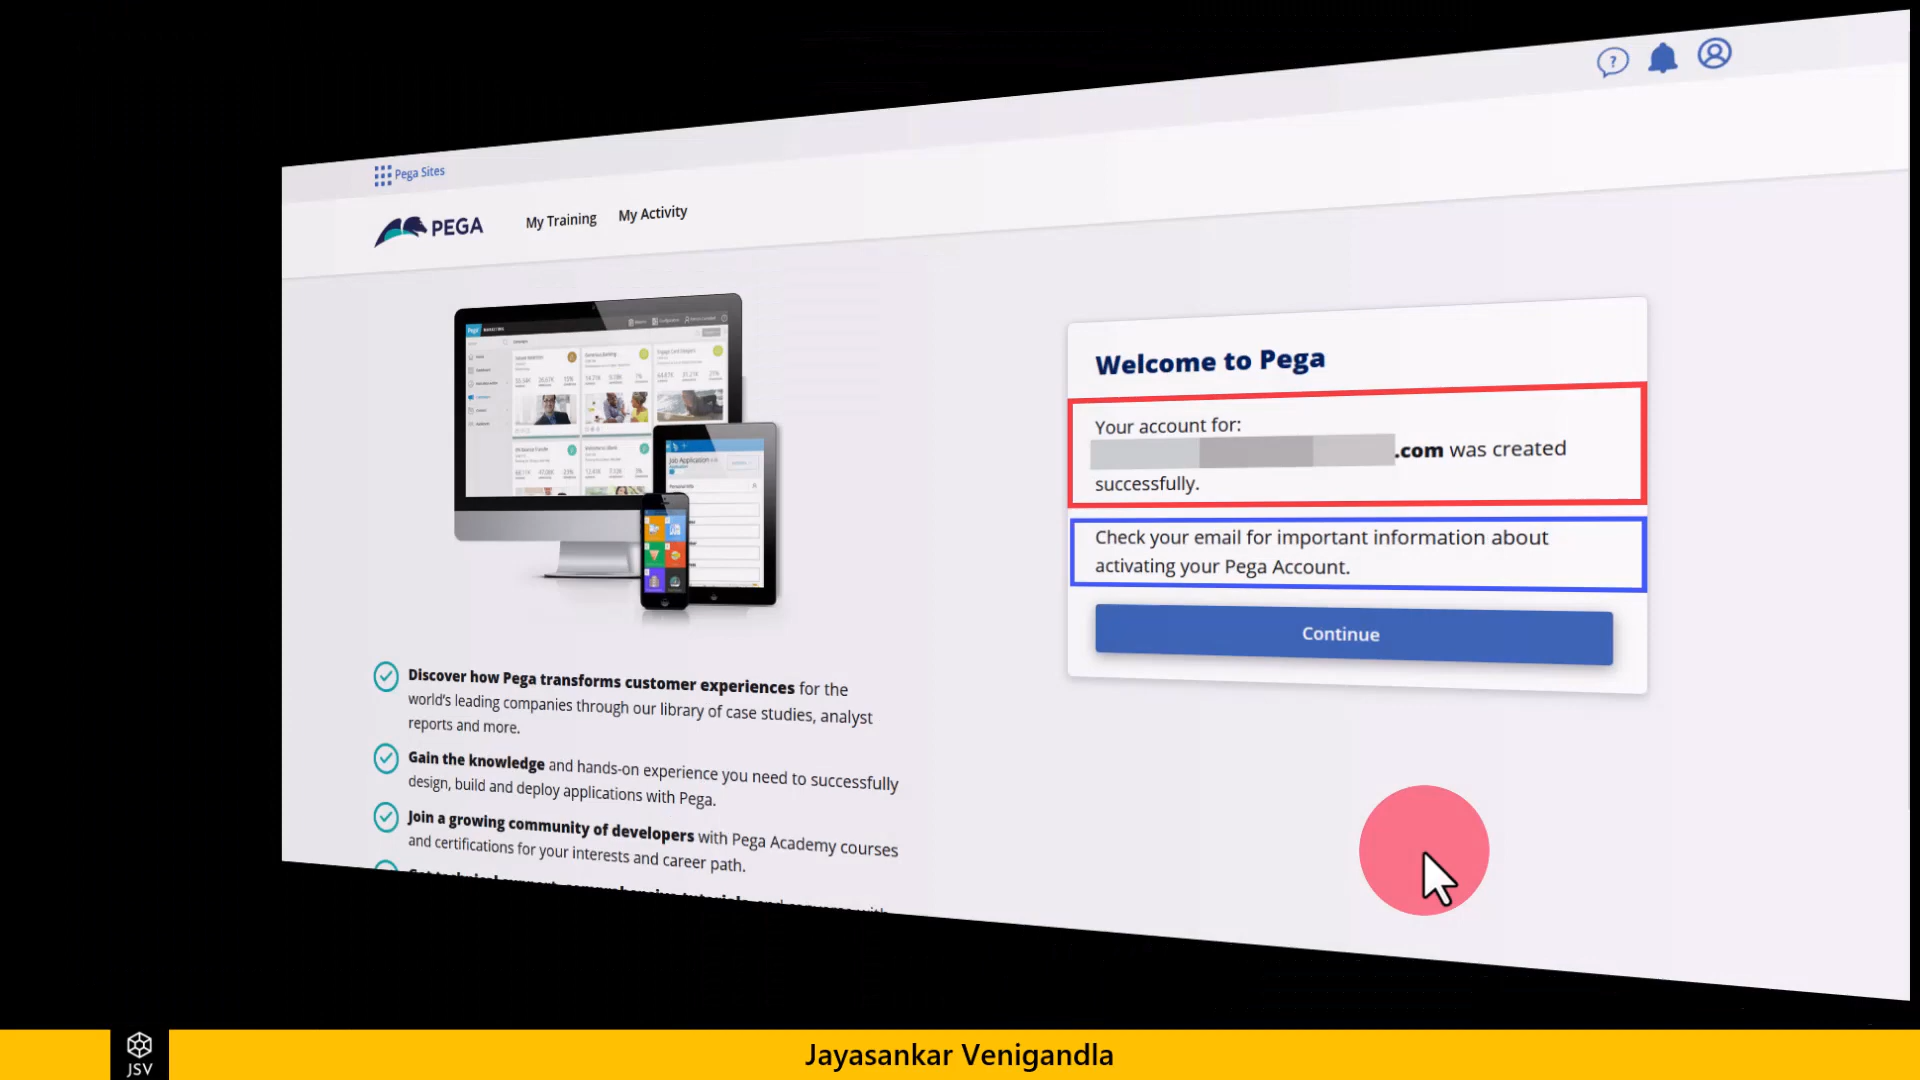 Pega Sites
PEGA
My Training
My Activity
Job Application
Welcome to Pega
Your account for:
.com was created
successfully.
Check your email for important information about
activating your Pega Account.
Continue
Discover how Pega transforms customer experiences for the
world's leading companies through our library of case studies, analyst
reports and more.
Gain the knowledge and hands-on experience you need to successfully
design, build and deploy applications with Pega.
Join a growing community of developers with Pega Academy courses
and certifications for your interests and career path.
JSV
Jayasankar Venigandla